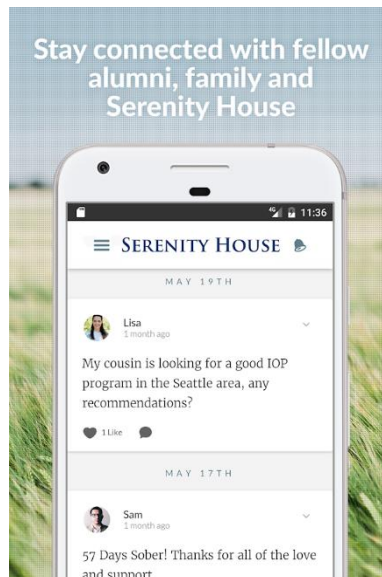 Stay connected with fellow
alumni, family and
Serenity House
4G 11:36
SERENITY HOUSE
MAY 19TH
Lisa
1 month ago
My cousin is looking for a good IOP
program in the Seattle area, any
recommendations?
1 Like
MAY 17TH
Sam
1 month ago
57 Days Sober! Thanks for all of the love
and support